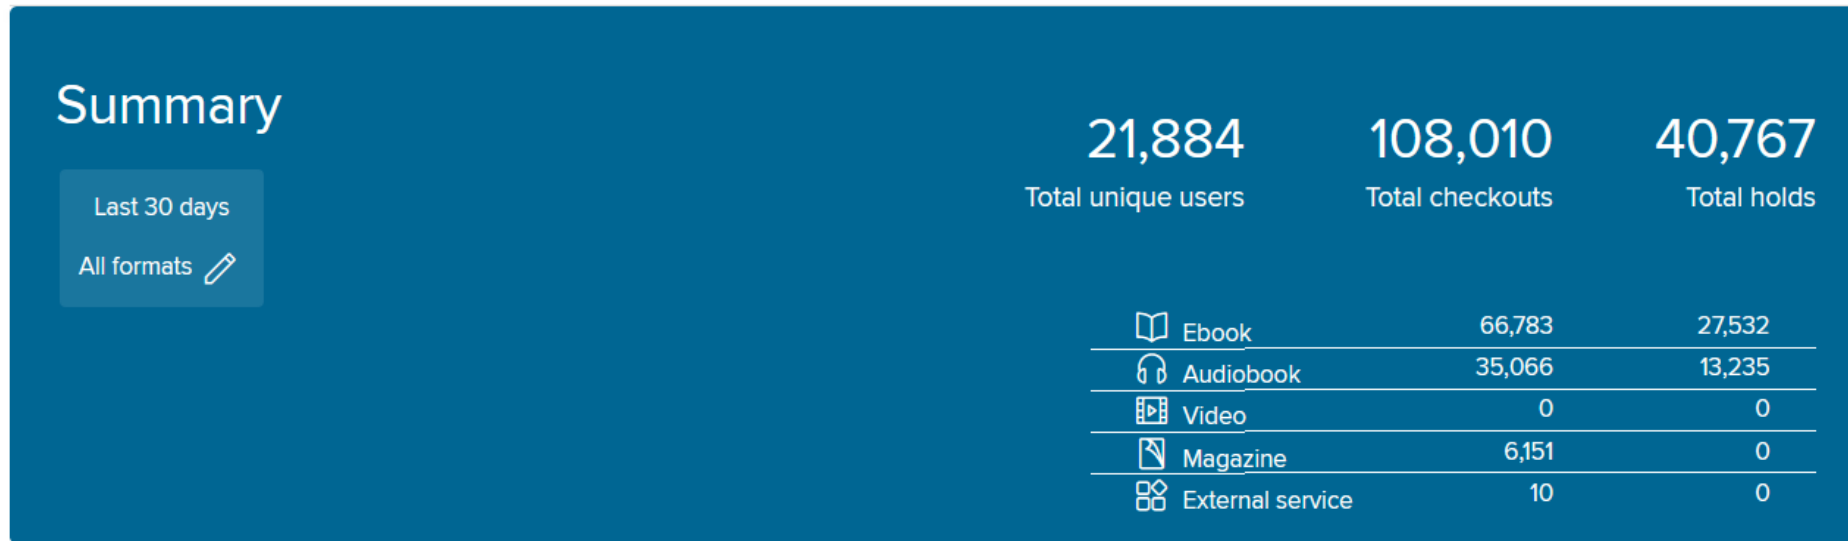 Summary
Last 30 days
All formats
21,884 108,010 40,767
Total unique users Total checkouts Total holds
Ebook 66,783 27,532
Audiobook 35,066 13,235
Video 0 0
Magazine 6,151 0
External service 10 0